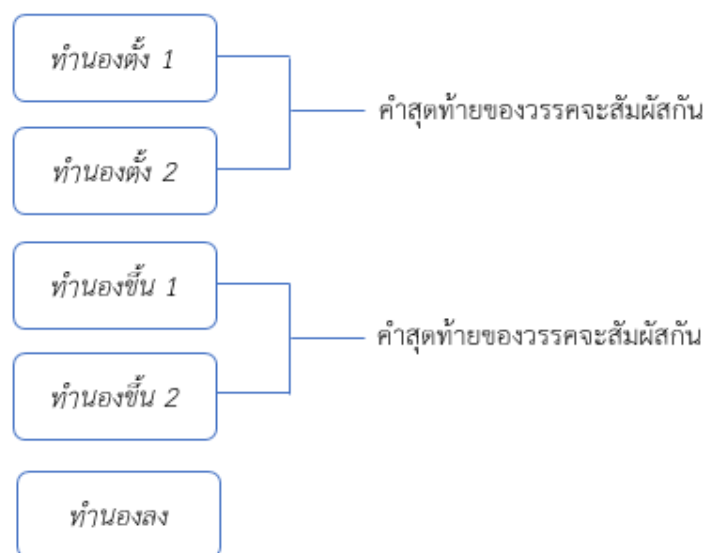 ทำนองตั้ง 1
คำสุดท้ายของวรรคจะสัมผัสกัน
ทำนองตั้ง 2
ทำนองขึ้น 1
คำสุดท้ายของวรรคจะสัมผัสกัน
ทำนองขึ้น 2
ทำนองลง